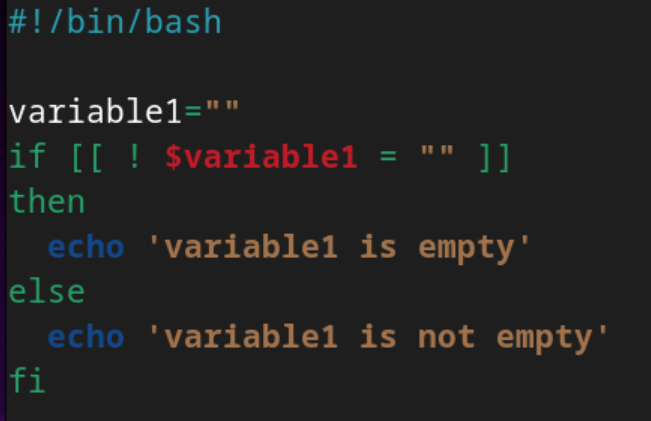 #!/bin/bash

variable1=""
if [[ ! $variable1 = "" ]]
then
  echo 'variable1 is empty'
else
  echo 'variable1 is not empty'
fi